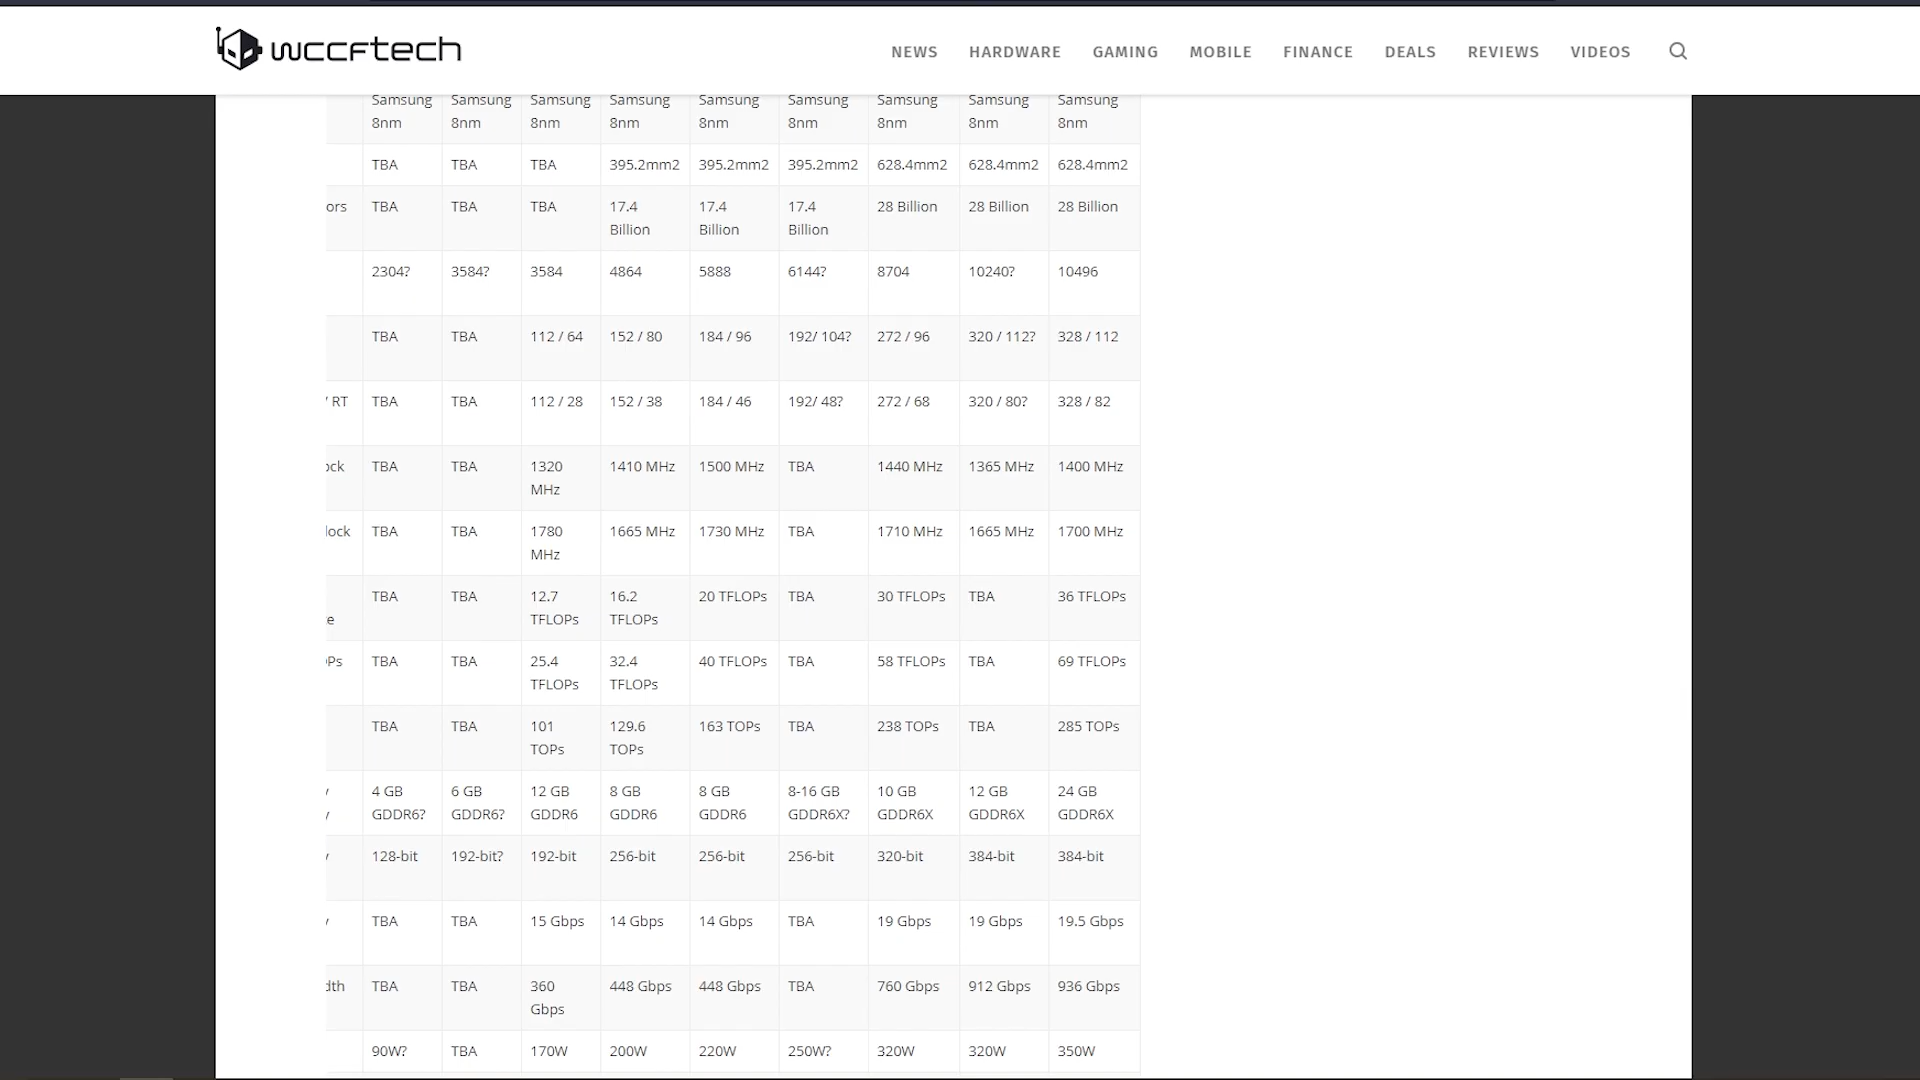 wccftech
NEWS HARDWARE GAMING MOBILE FINANCE DEALS REVIEWS VIDEOS
Samsung Samsung Samsung Samsung Samsung Samsung Samsung Samsung Samsung
8nm 8nm 8nm 8nm 8nm 8nm 8nm 8nm 8nm
TBA TBA TBA 395.2mm2 395.2mm2 395.2mm2 628.4mm2 628.4mm2 628.4mm2
ors TBA TBA TBA 17.4 17.4 17.4 28 Billion 28 Billion 28 Billion
Billion Billion Billion
2304? 3584? 3584 4864 5888 6144? 8704 10240? 10496
TBA TBA 112 / 64 152 / 80 184 / 96 192/ 104? 272 / 96 320 / 112? 328 / 112
/ RT TBA TBA 112 / 28 152 / 38 184 / 46 192/ 48? 272 / 68 320 / 80? 328 / 82
ock TBA TBA 1320 1410 MHz 1500 MHz TBA 1440 MHz 1365 MHz 1400 MHz
MHz
lock TBA TBA 1780 1665 MHz 1730 MHz TBA 1710 MHz 1665 MHz 1700 MHz
MHz
TBA TBA 12.7 16.2 20 TFLOPs TBA 30 TFLOPs TBA 36 TFLOPs
e TFLOPs TFLOPs
Ps TBA TBA 25.4 32.4 40 TFLOPs TBA 58 TFLOPs TBA 69 TFLOPs
TFLOPs TFLOPs
TBA TBA 101 129.6 163 TOPs TBA 238 TOPs TBA 285 TOPs
TOPs TOPs
y 4 GB 6 GB 12 GB 8 GB 8 GB 8-16 GB 10 GB 12 GB 24 GB
y GDDR6? GDDR6? GDDR6 GDDR6 GDDR6 GDDR6X? GDDR6X GDDR6X GDDR6X
y 128-bit 192-bit? 192-bit 256-bit 256-bit 256-bit 320-bit 384-bit 384-bit
y TBA TBA 15 Gbps 14 Gbps 14 Gbps TBA 19 Gbps 19 Gbps 19.5 Gbps
dth TBA TBA 360 448 Gbps 448 Gbps TBA 760 Gbps 912 Gbps 936 Gbps
Gbps
90W? TBA 170W 200W 220W 250W? 320W 320W 350W